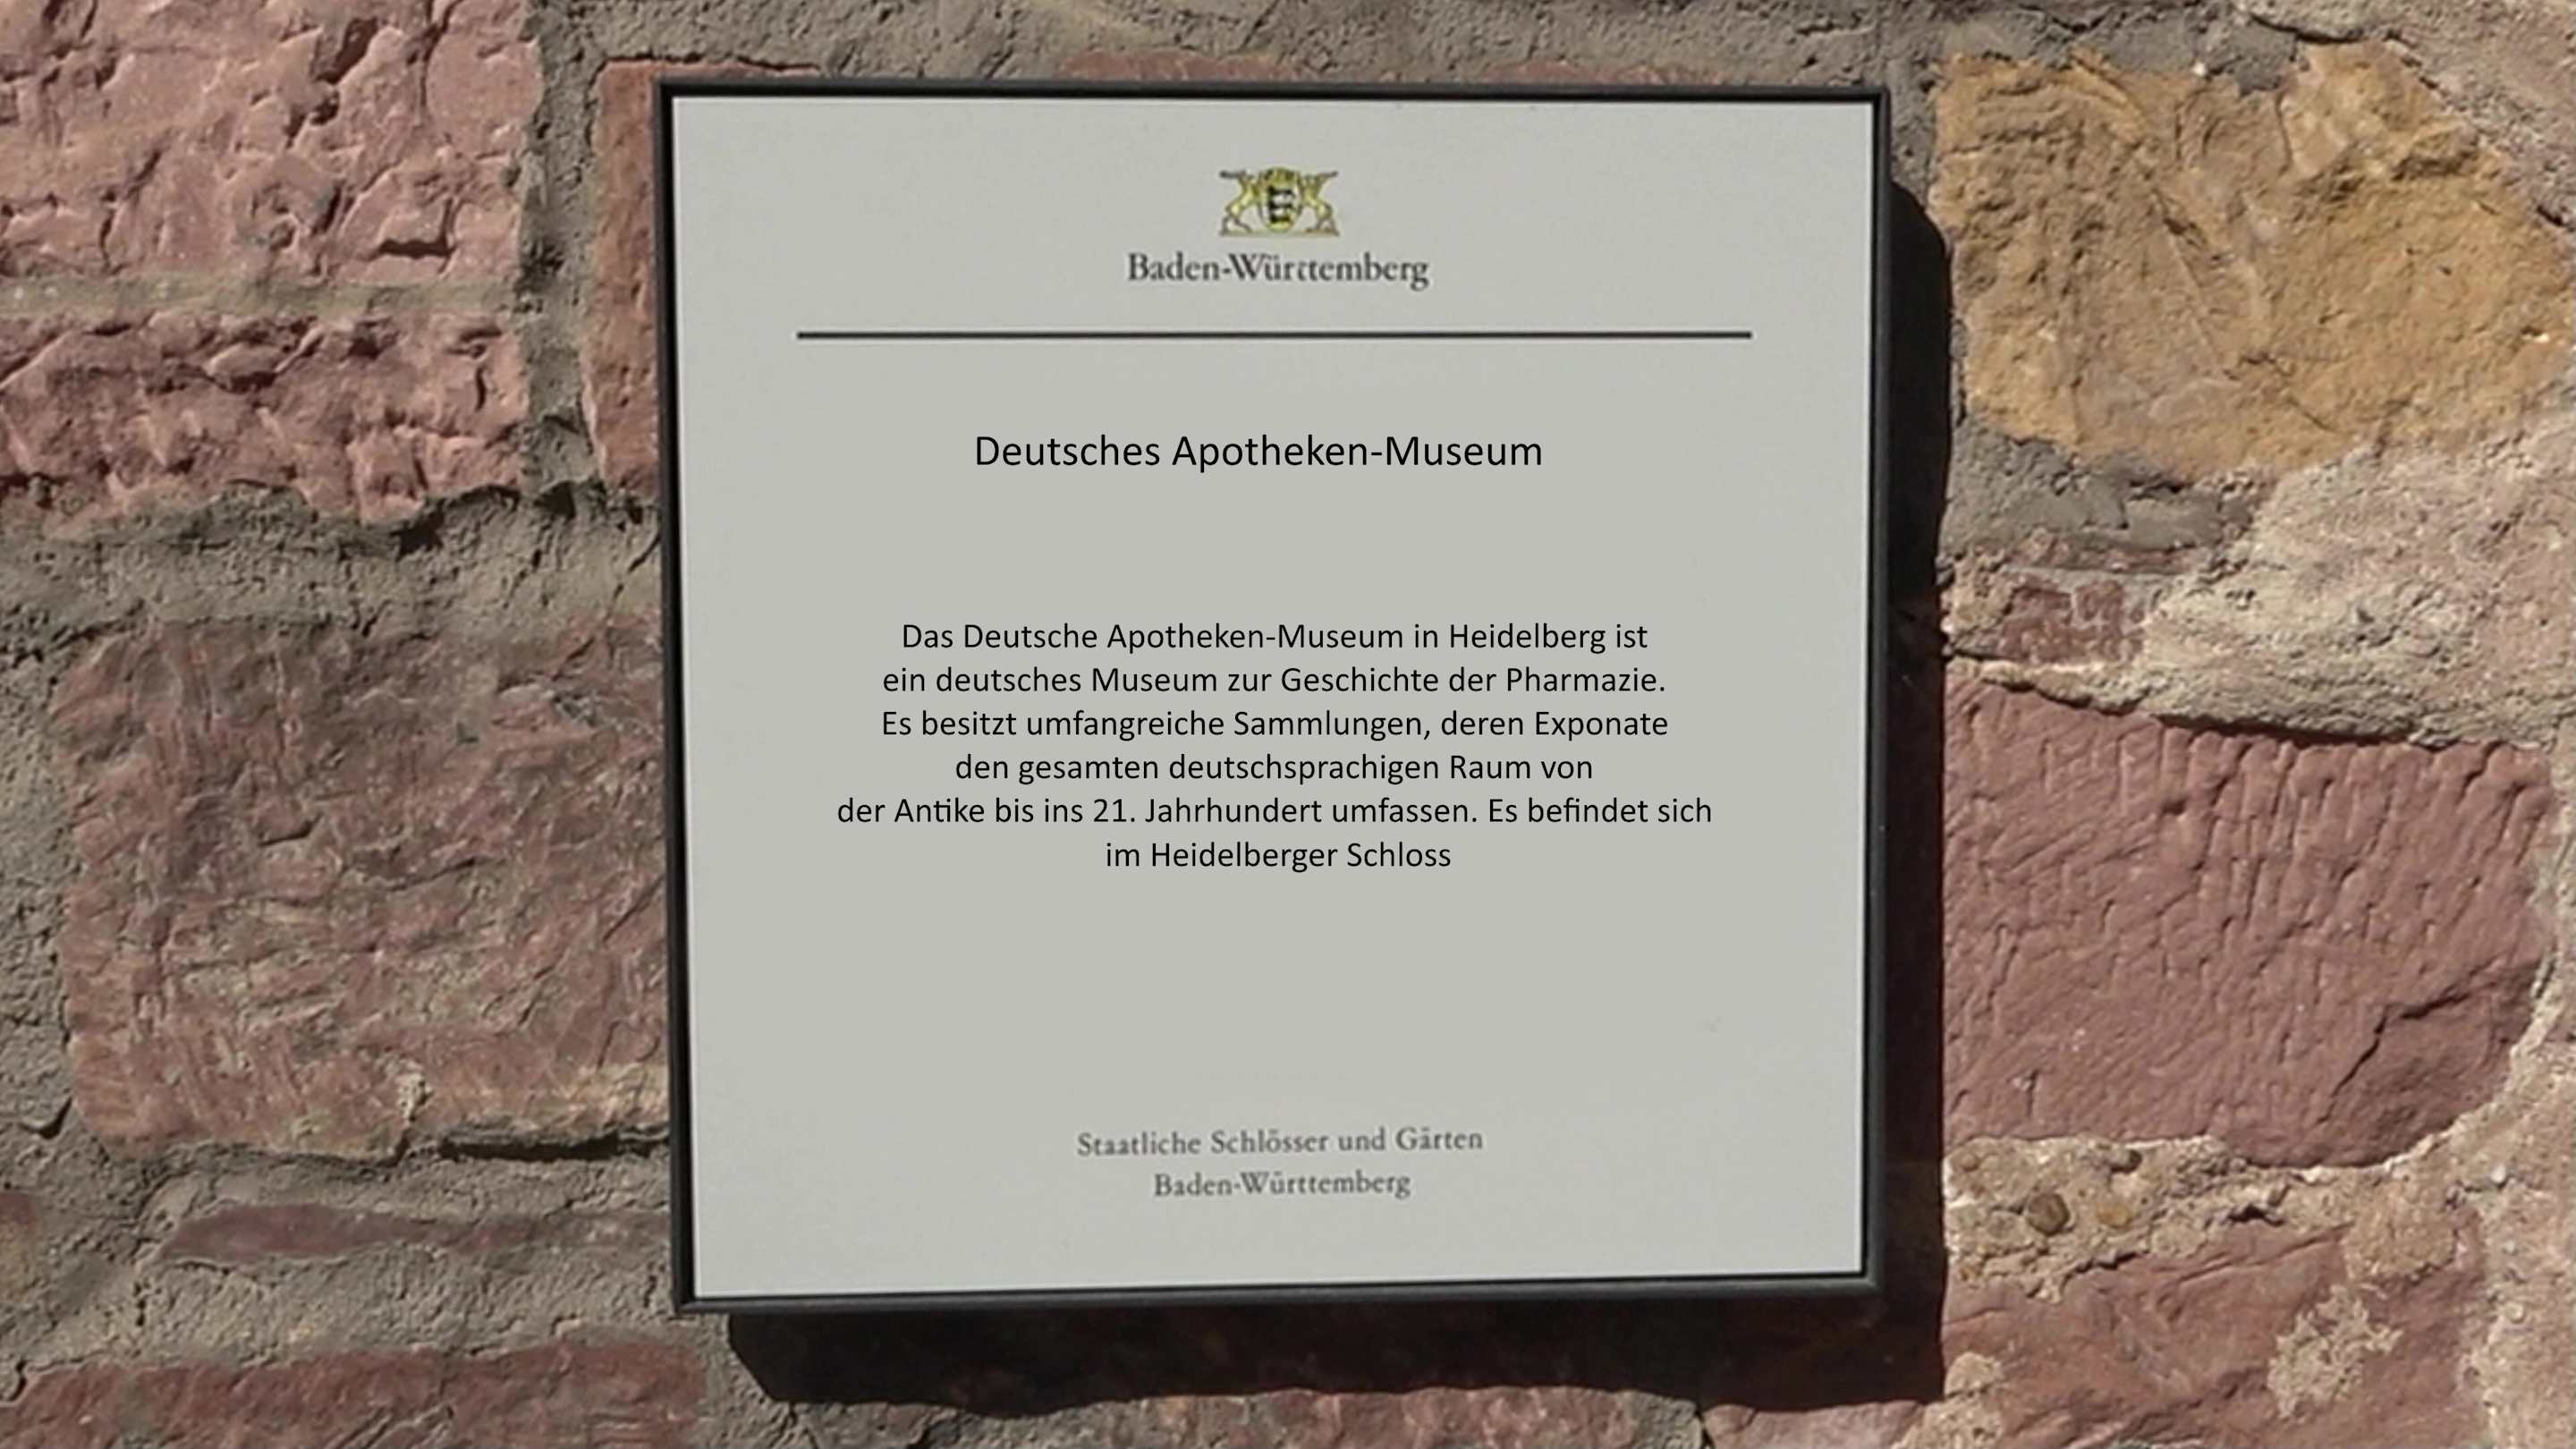 Baden-Württemberg
Deutsches Apotheken-Museum
Das Deutsche Apotheken-Museum in Heidelberg ist
ein deutsches Museum zur Geschichte der Pharmazie.
Es besitzt umfangreiche Sammlungen, deren Exponate
den gesamten deutschsprachigen Raum von
der Antike bis ins 21. Jahrhundert umfassen. Es befindet sich
im Heidelberger Schloss
Staatliche Schlösser und Gärten
Baden-Württemberg